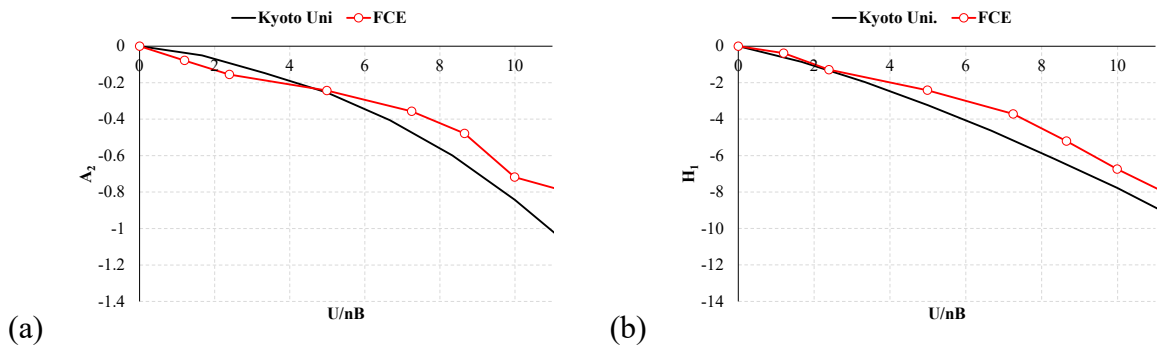 Kyoto Uni FCE
0
0 2 4 6 8 10
-0.2
-0.4
-0.6
-0.8
-1
-1.2
-1.4
A2
U/nB
(a)
Kyoto Uni. FCE
0
0 2 4 6 8 10
-2
-4
-6
-8
-10
-12
-14
H1
U/nB
(b)